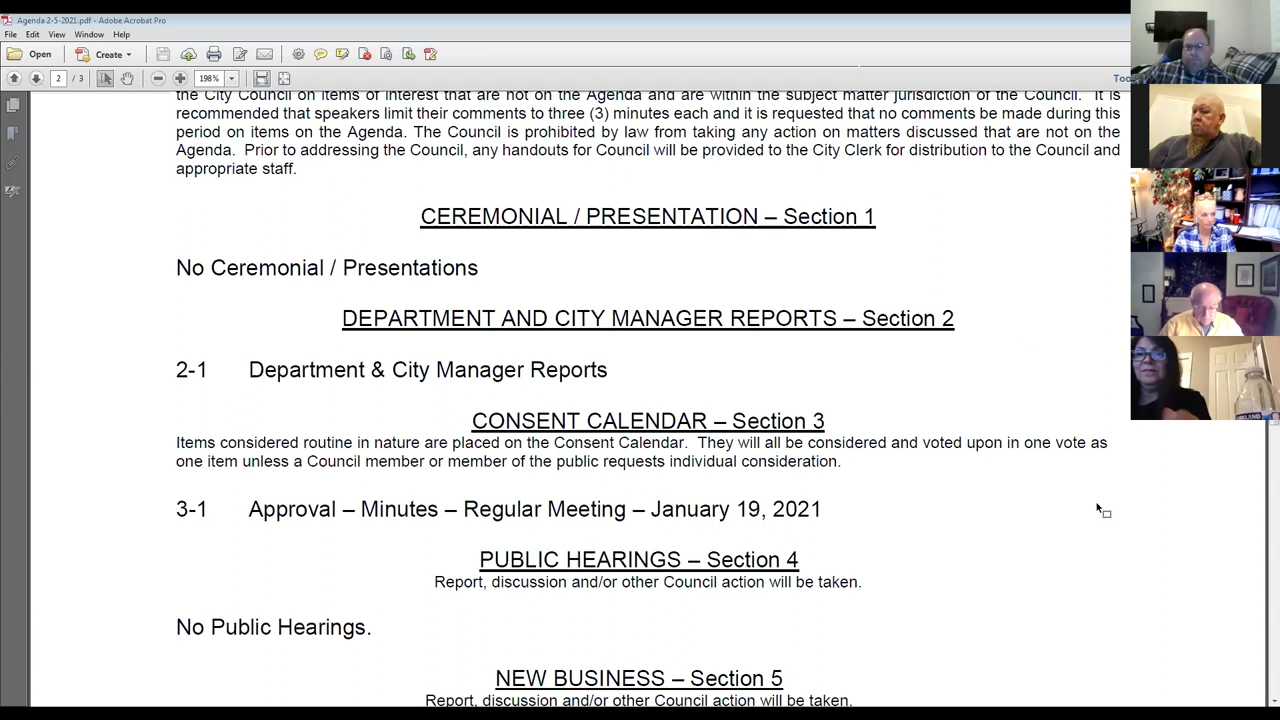 Agenda 2-5-2021.pdf - Adobe Acrobat Pro
File Edit View Window Help
Open Create
2 / 3 198% Too
the City Council on items of interest that are not on the Agenda and are within the subject matter jurisdiction of the Council. It is
recommended that speakers limit their comments to three (3) minutes each and it is requested that no comments be made during this
period on items on the Agenda. The Council is prohibited by law from taking any action on matters discussed that are not on the
Agenda. Prior to addressing the Council, any handouts for Council will be provided to the City Clerk for distribution to the Council and
appropriate staff.
CEREMONIAL / PRESENTATION – Section 1
No Ceremonial / Presentations
DEPARTMENT AND CITY MANAGER REPORTS – Section 2
2-1 Department & City Manager Reports
CONSENT CALENDAR – Section 3
Items considered routine in nature are placed on the Consent Calendar. They will all be considered and voted upon in one vote as
one item unless a Council member or member of the public requests individual consideration.
3-1 Approval – Minutes – Regular Meeting – January 19, 2021
PUBLIC HEARINGS – Section 4
Report, discussion and/or other Council action will be taken.
No Public Hearings.
NEW BUSINESS – Section 5
Report, discussion and/or other Council action will be taken.